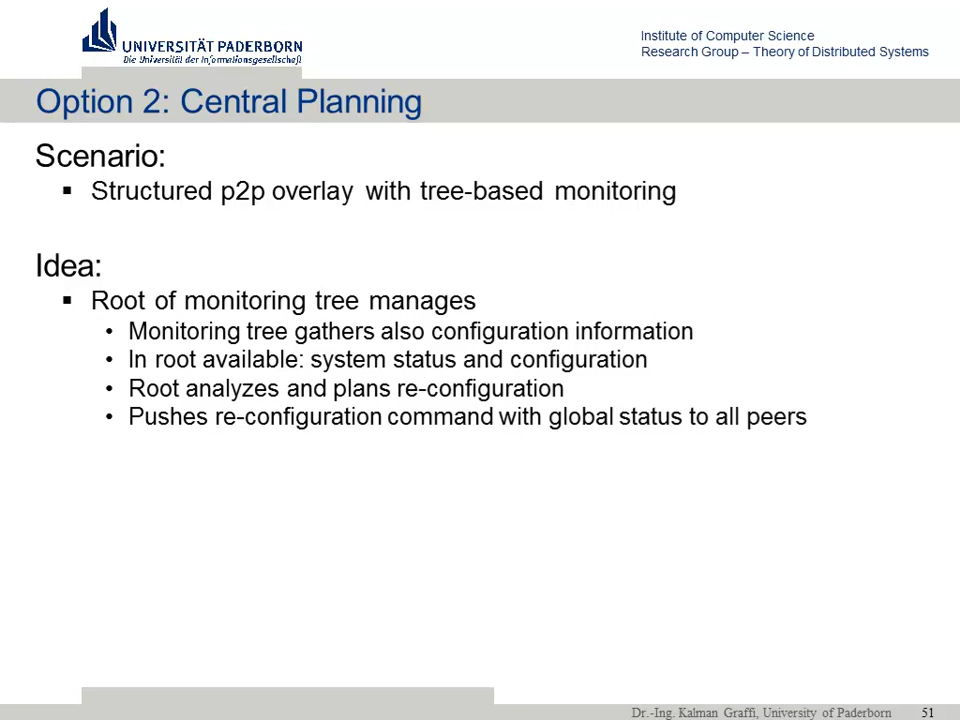 UNIVERSITÄT PADERBORN
Die Universität der Informationsgesellschaft
Institute of Computer Science
Research Group – Theory of Distributed Systems
Option 2: Central Planning
Scenario:
▪ Structured p2p overlay with tree-based monitoring
Idea:
▪ Root of monitoring tree manages
• Monitoring tree gathers also configuration information
• In root available: system status and configuration
• Root analyzes and plans re-configuration
• Pushes re-configuration command with global status to all peers
Dr.-Ing. Kalman Graffi, University of Paderborn 51